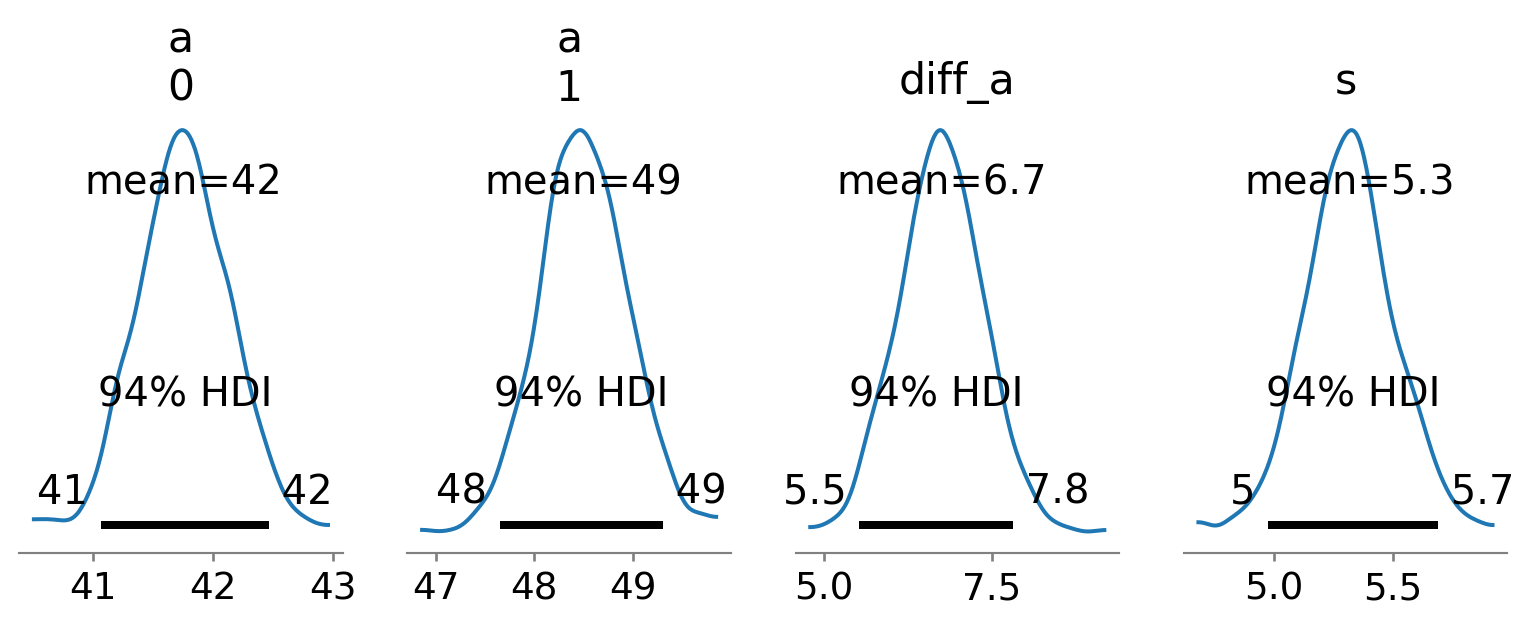 a
0
mean=42
94% HDI
41
42
41 42 43
a
1
mean=49
94% HDI
48
49
47 48 49
diff_a
mean=6.7
94% HDI
5.5
7.8
5.0 7.5
s
mean=5.3
94% HDI
5
5.7
5.0 5.5